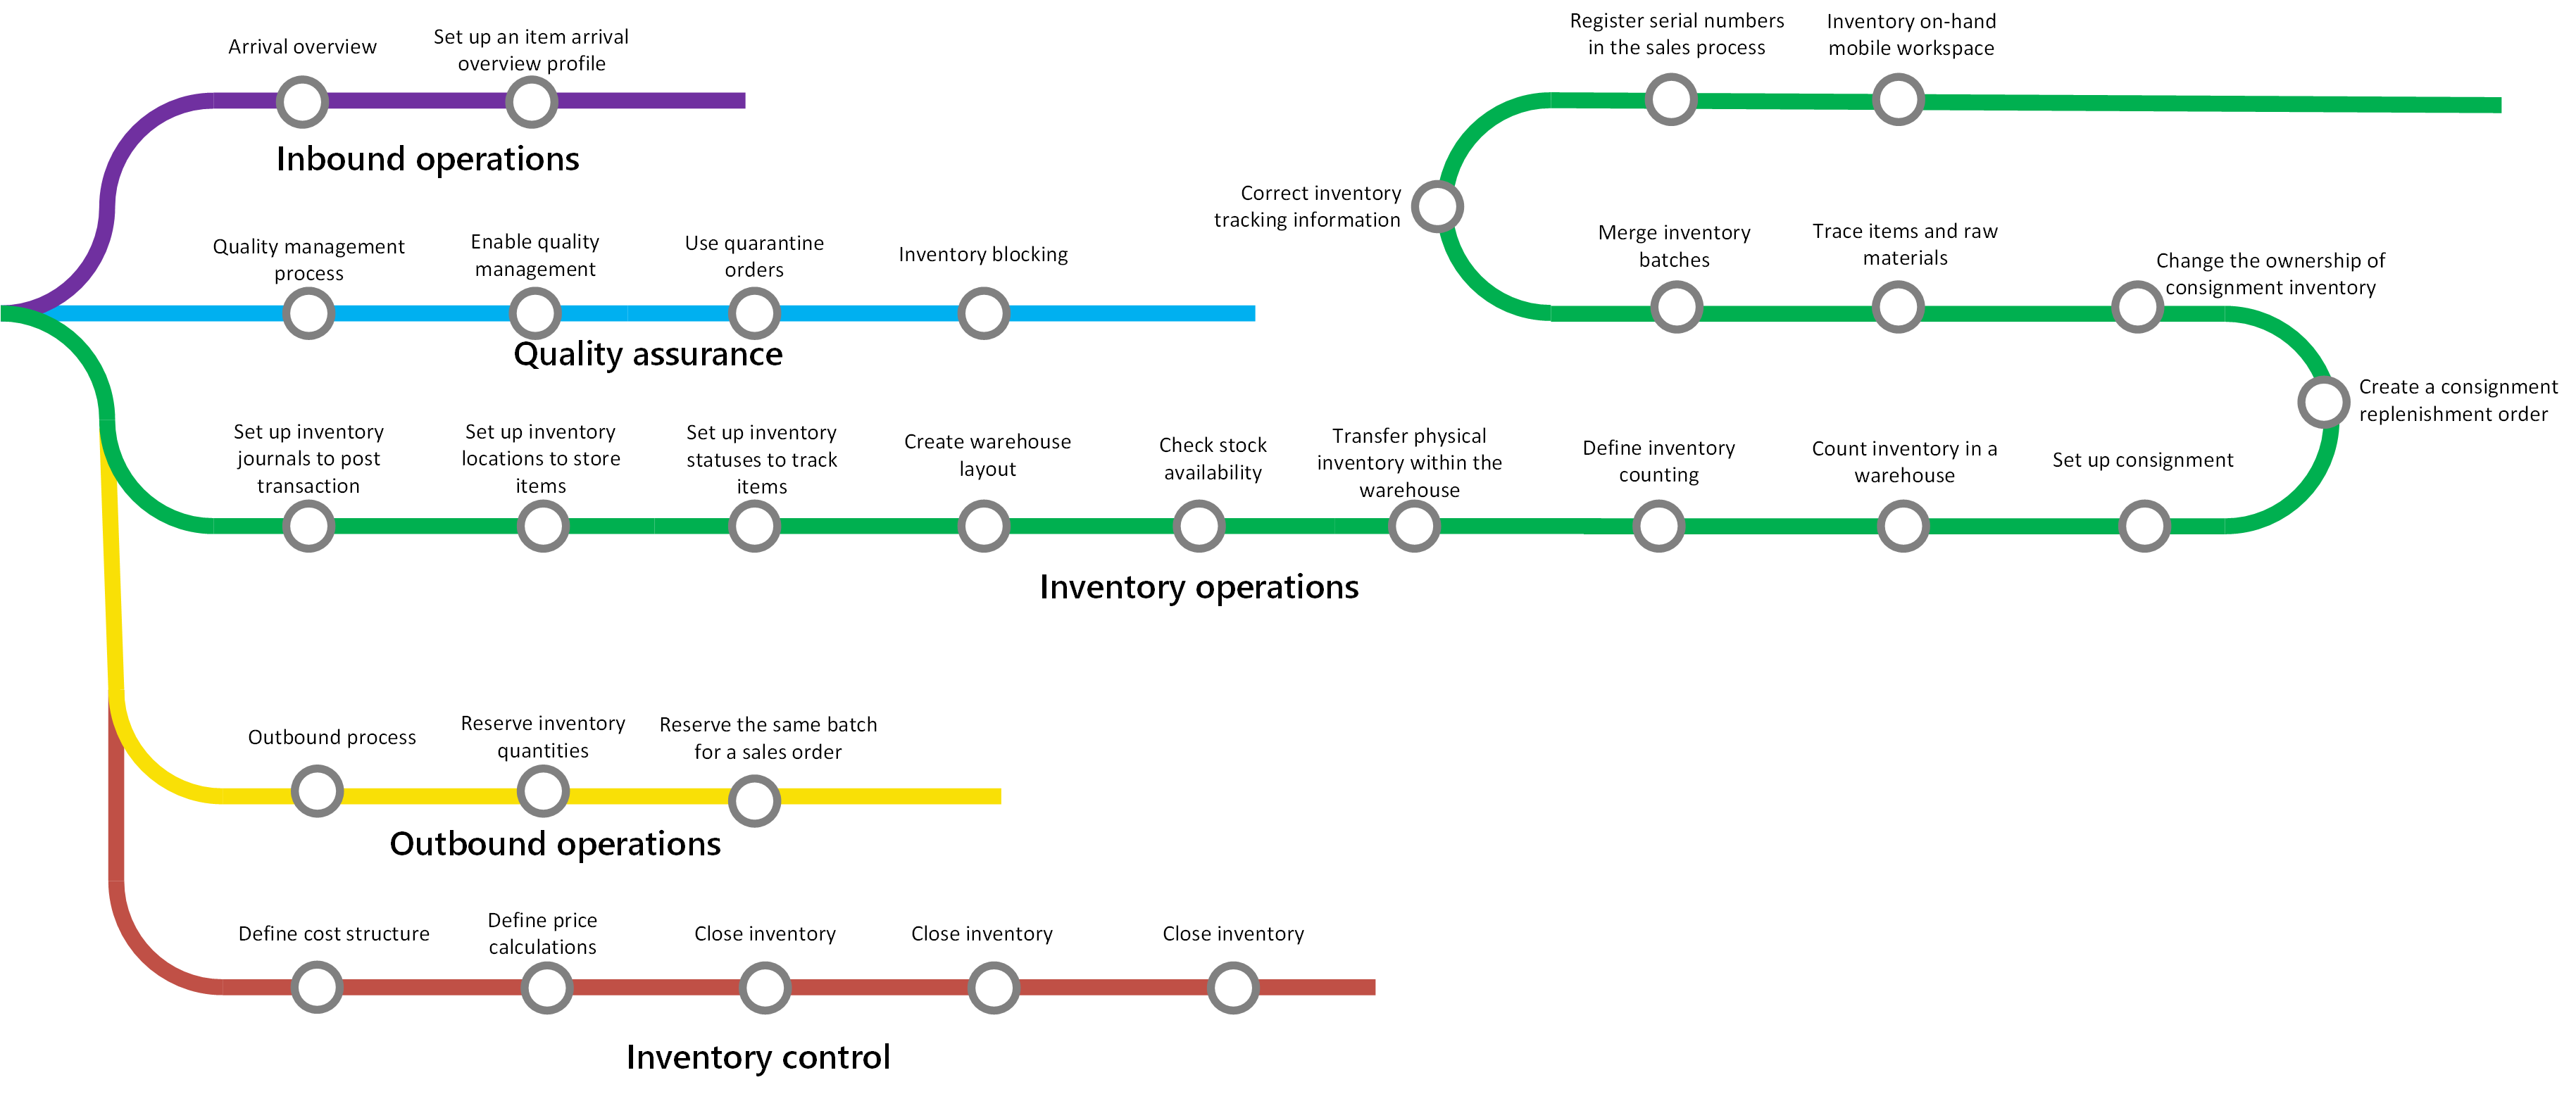 Arrival overview
Set up an item arrival
overview profile
Inbound operations
Quality management
process
Enable quality
management
Use quarantine
orders
Inventory blocking
Quality assurance
Set up inventory
journals to post
transaction
Set up inventory
locations to store
items
Set up inventory
statuses to track
items
Create warehouse
layout
Check stock
availability
Transfer physical
inventory within the
warehouse
Define inventory
counting
Count inventory in a
warehouse
Set up consignment
Create a consignment
replenishment order
Change the ownership of
consignment inventory
Trace items and raw
materials
Merge inventory
batches
Correct inventory
tracking information
Register serial numbers
in the sales process
Inventory on-hand
mobile workspace
Inventory operations
Outbound process
Reserve inventory
quantities
Reserve the same batch
for a sales order
Outbound operations
Define cost structure
Define price
calculations
Close inventory
Close inventory
Close inventory
Inventory control